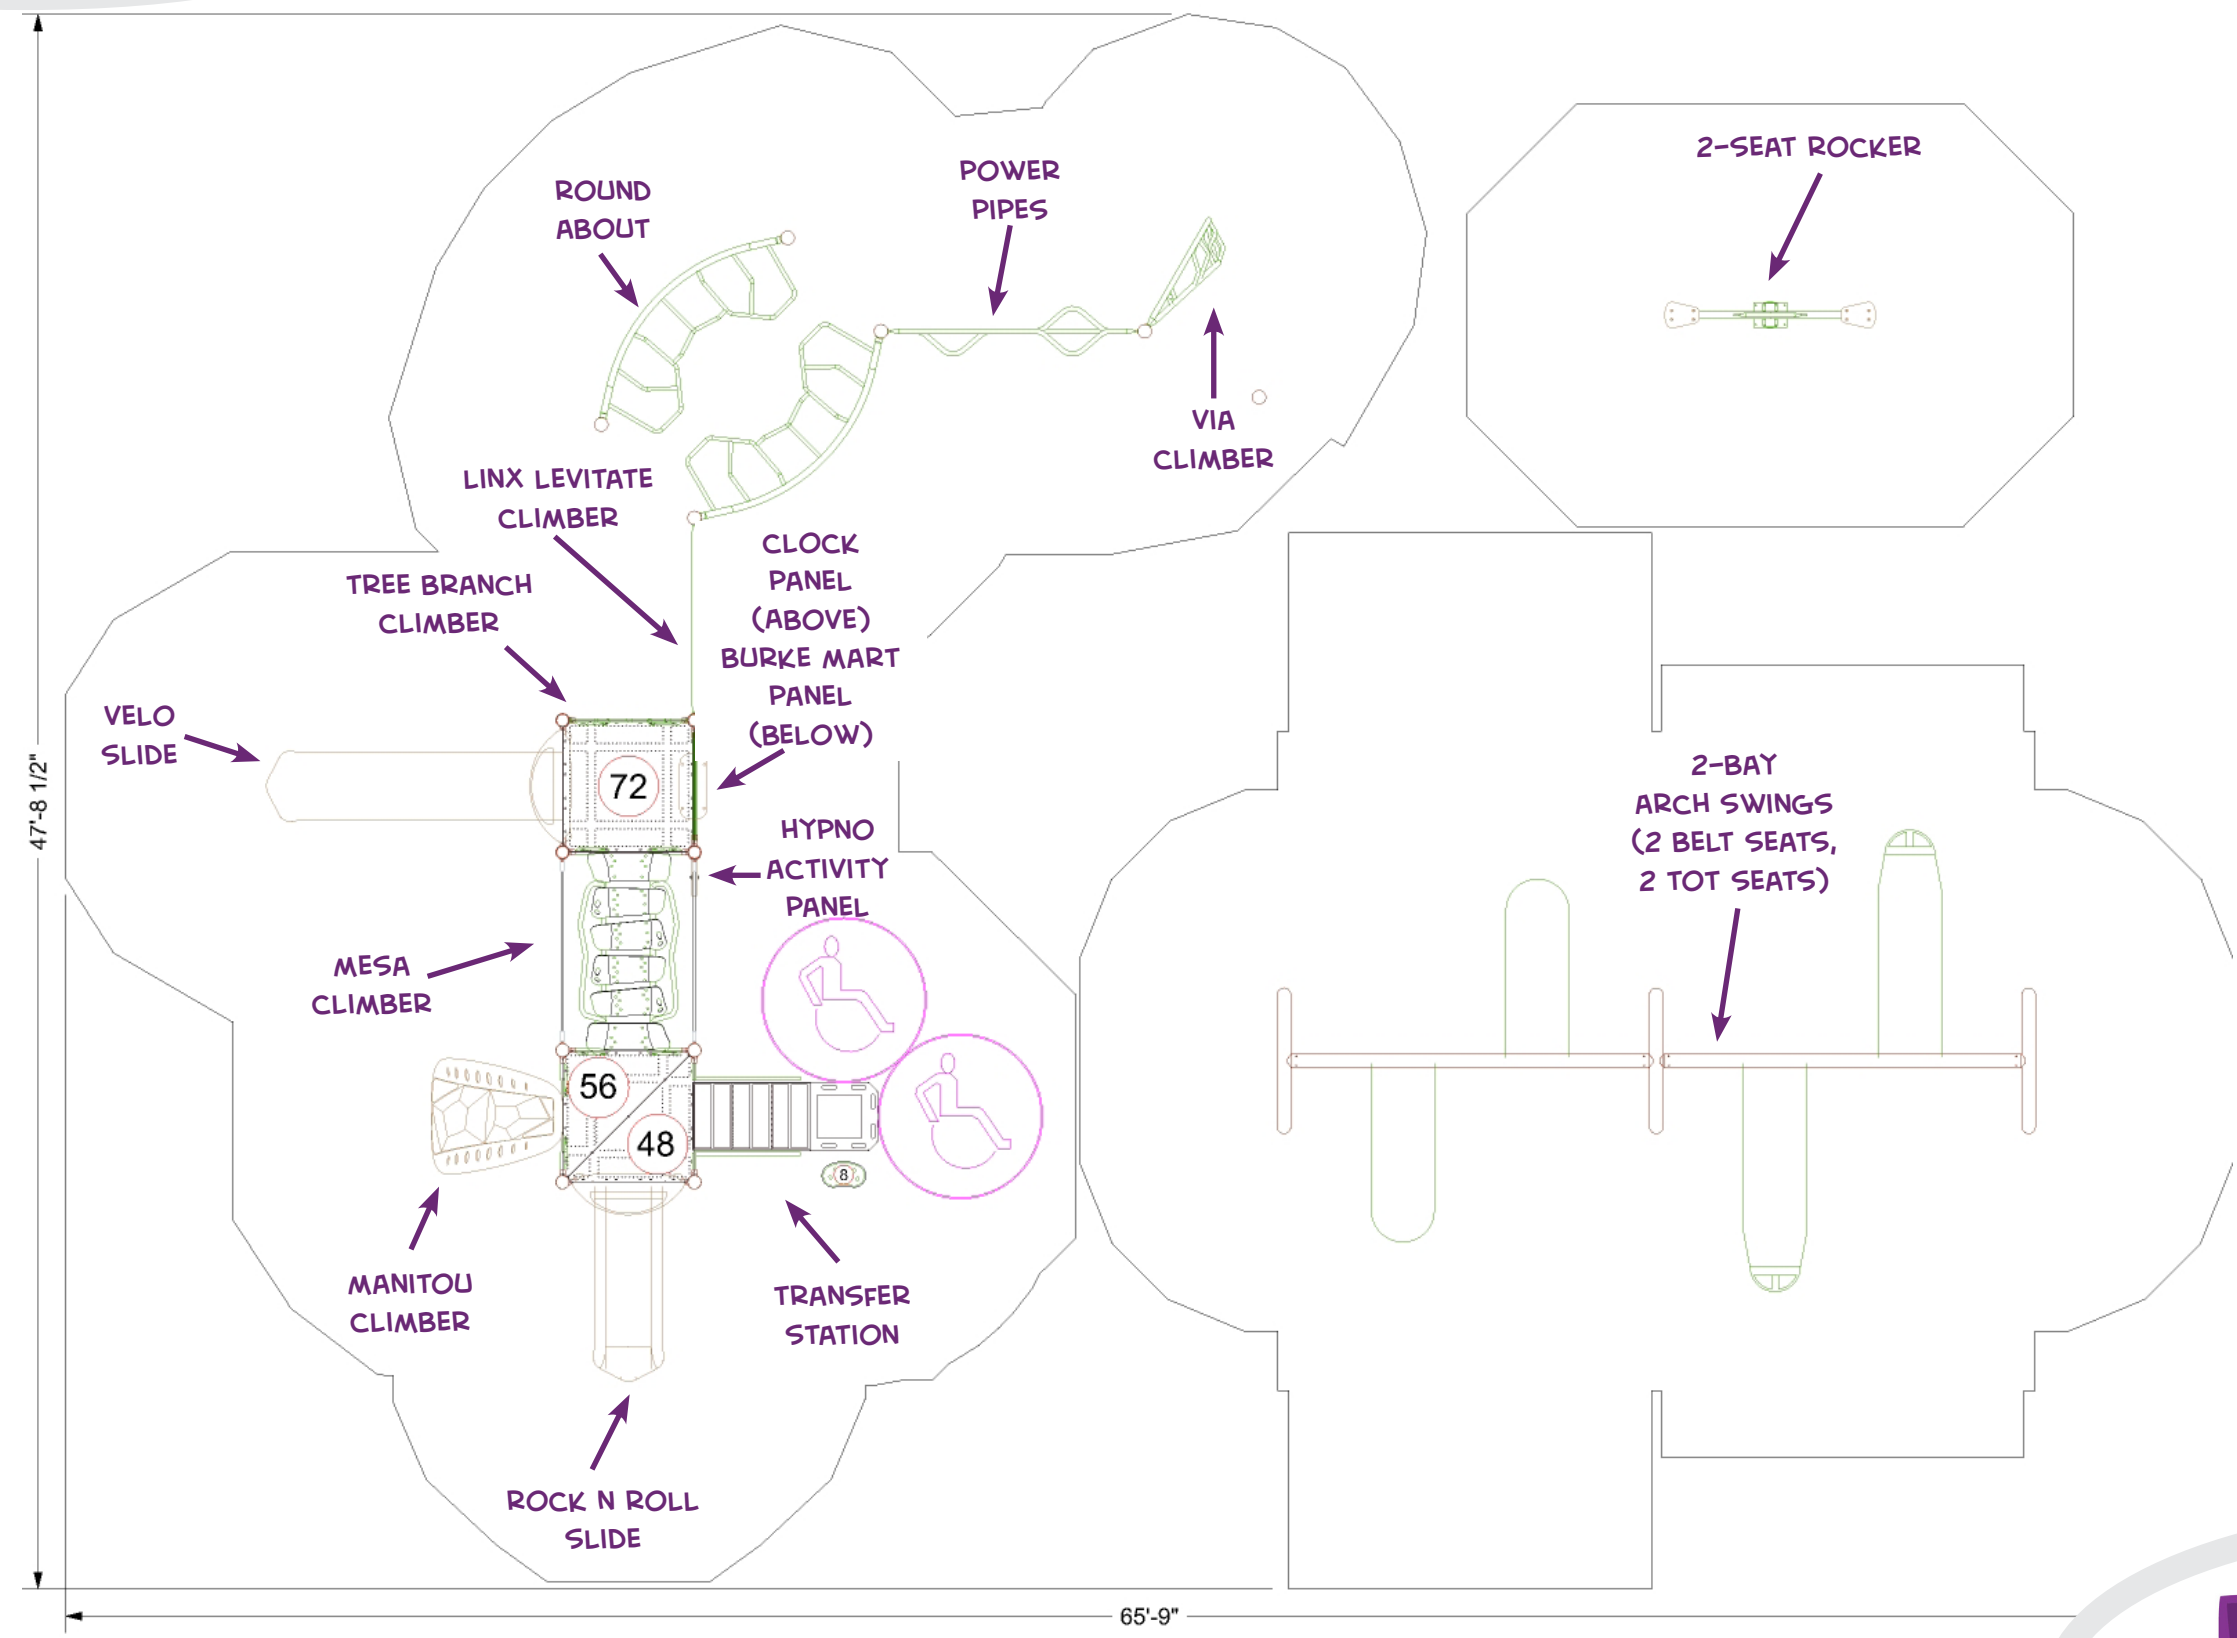 2-SEAT ROCKER
POWER
PIPES
ROUND
ABOUT
VIA
CLIMBER
LINX LEVITATE
CLIMBER
CLOCK
PANEL
(ABOVE)
BURKE MART
PANEL
(BELOW)
TREE BRANCH
CLIMBER
VELO
SLIDE
47'-8 1/2"
72
2-BAY
ARCH SWINGS
(2 BELT SEATS,
2 TOT SEATS)
HYPNO
ACTIVITY
PANEL
MESA
CLIMBER
56
48
8
MANITOU
CLIMBER
TRANSFER
STATION
ROCK N ROLL
SLIDE
65'-9"